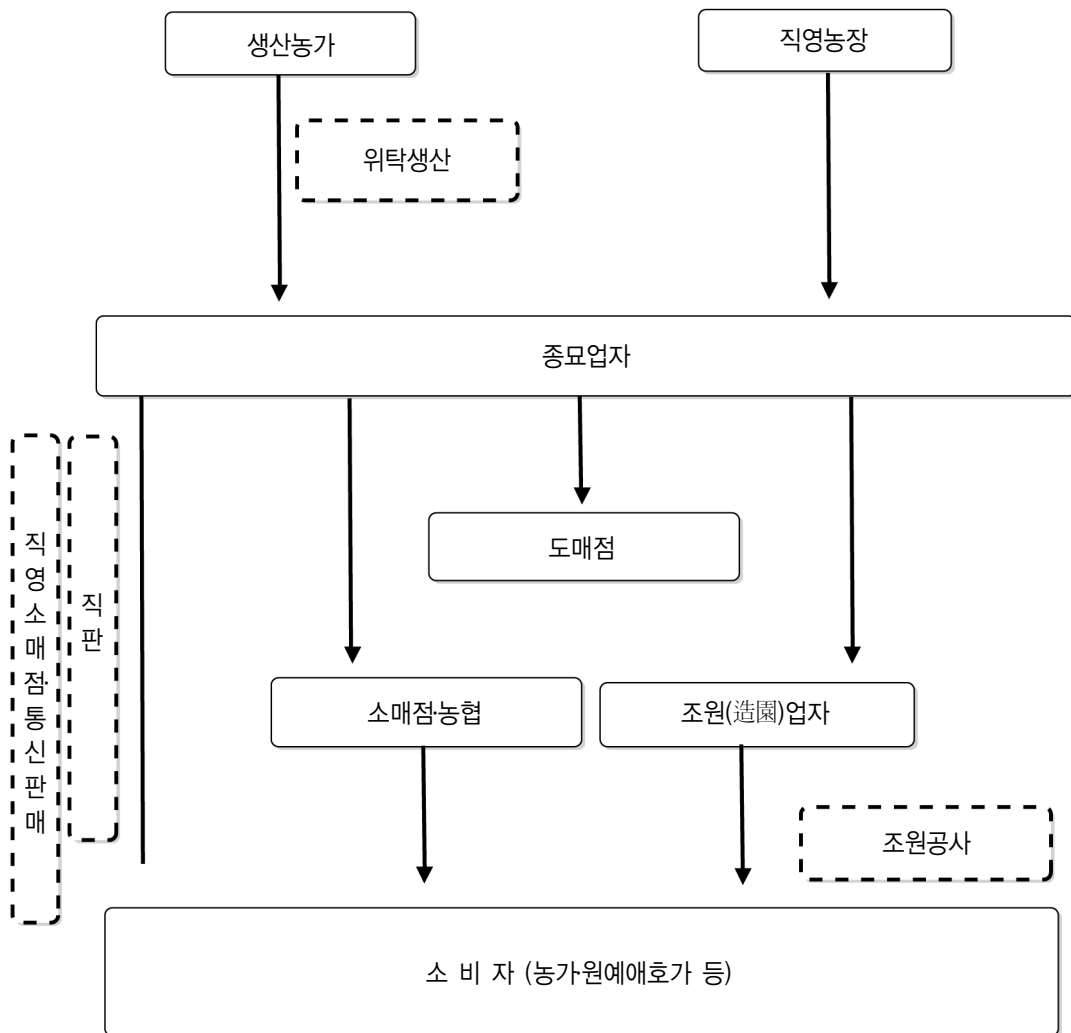 생산농가
직영농장
위탁생산
종묘업자
직영소매점·통신판매
직판
도매점
소매점·농협
조원(造園)업자
조원공사
소 비 자 (농가·원예애호가 등)